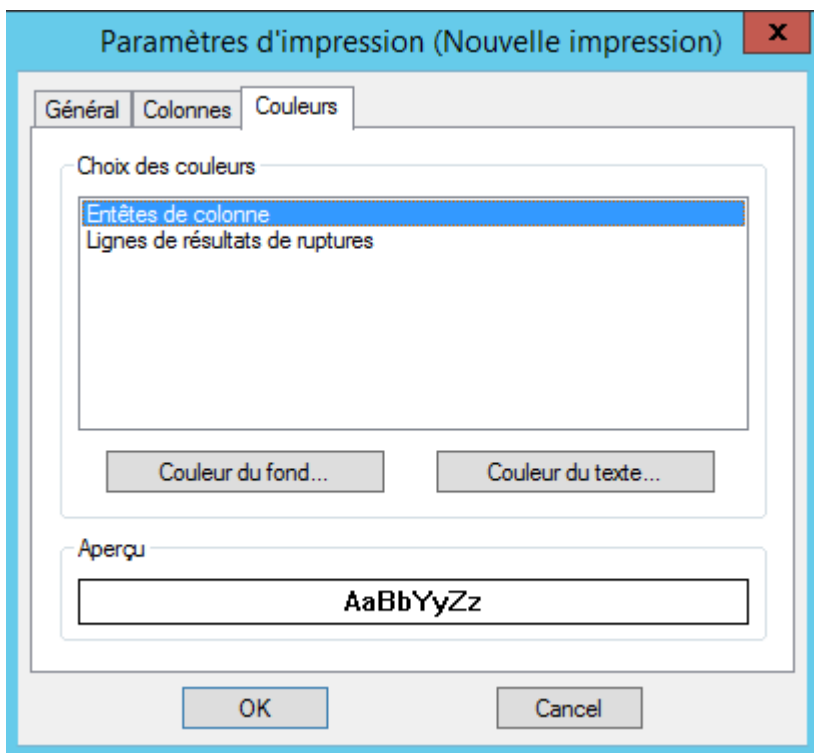 Paramètres d'impression (Nouvelle impression) x
Général Colonnes Couleurs
Choix des couleurs
Entêtes de colonne
Lignes de résultats de ruptures
Couleur du fond... Couleur du texte...
Aperçu
AaBbYyZz
OK Cancel